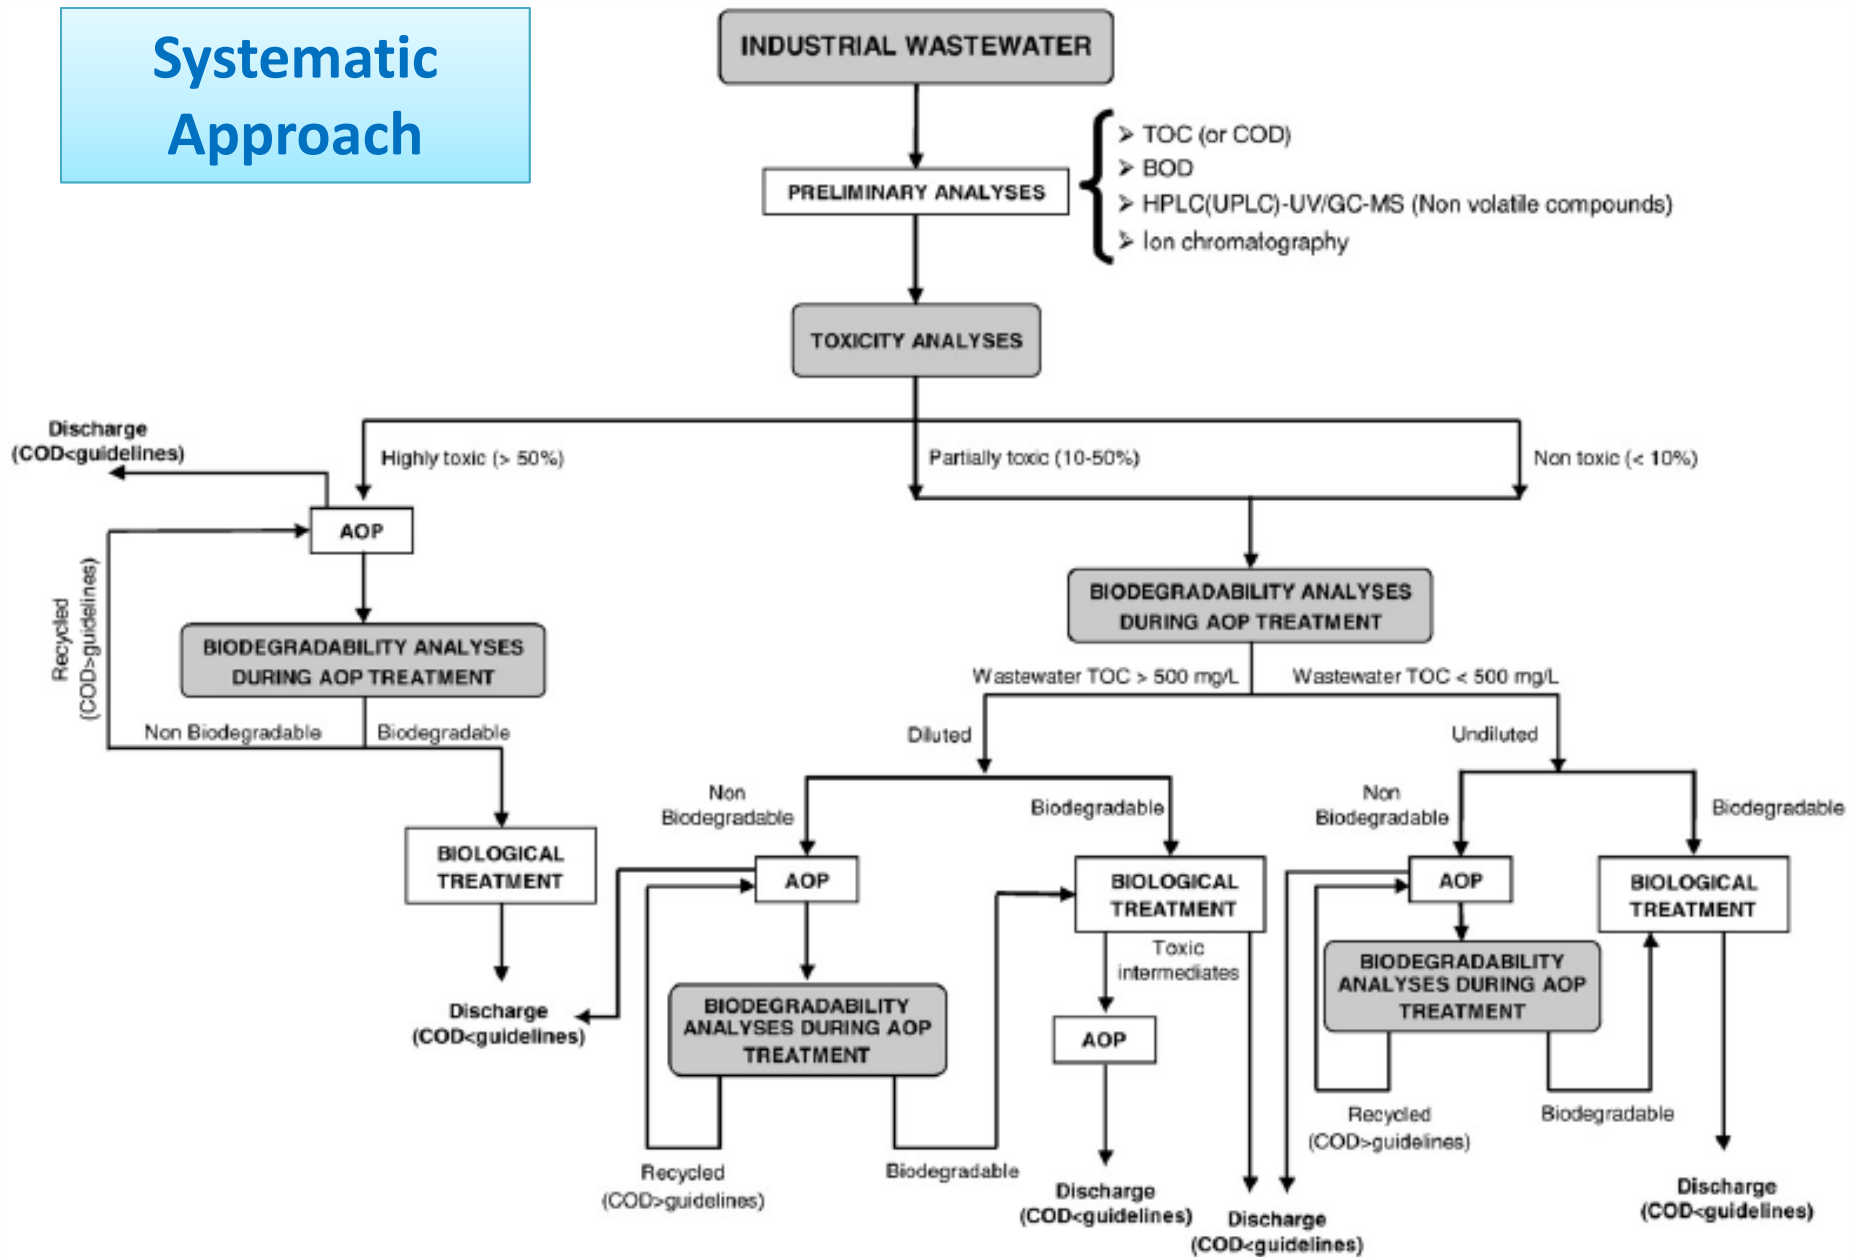 Systematic
Approach
INDUSTRIAL WASTEWATER
PRELIMINARY ANALYSES
➢ TOC (or COD)
➢ BOD
➢ HPLC(UPLC)-UV/GC-MS (Non volatile compounds)
➢ Ion chromatography
TOXICITY ANALYSES
Discharge
(COD<guidelines)
Highly toxic (> 50%)
Partially toxic (10-50%)
Non toxic (< 10%)
AOP
Recycled
(COD>guidelines)
BIODEGRADABILITY ANALYSES
DURING AOP TREATMENT
Non Biodegradable
Biodegradable
BIOLOGICAL
TREATMENT
Discharge
(COD<guidelines)
BIODEGRADABILITY ANALYSES
DURING AOP TREATMENT
Wastewater TOC > 500 mg/L
Wastewater TOC < 500 mg/L
Diluted
Undiluted
Non
Biodegradable
Biodegradable
AOP
BIOLOGICAL
TREATMENT
BIODEGRADABILITY
ANALYSES DURING AOP
TREATMENT
Recycled
(COD>guidelines)
Biodegradable
Toxic
intermediates
AOP
Discharge
(COD<guidelines)
Discharge
(COD<guidelines)
Non
Biodegradable
Biodegradable
AOP
BIOLOGICAL
TREATMENT
BIODEGRADABILITY
ANALYSES DURING AOP
TREATMENT
Recycled
(COD>guidelines)
Biodegradable
Discharge
(COD<guidelines)